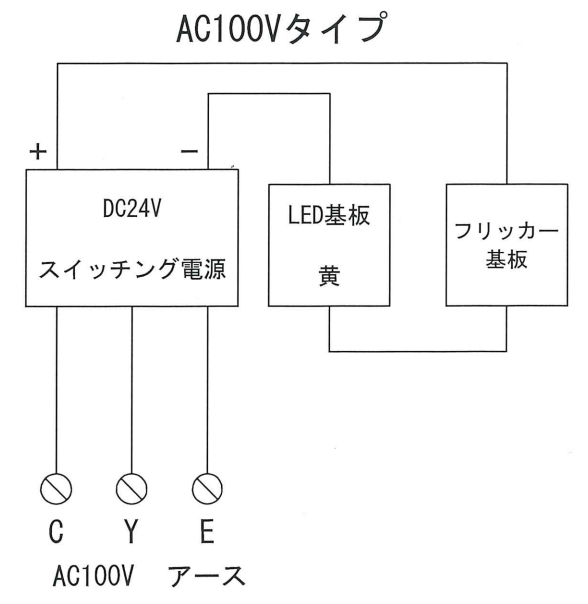 AC100Vタイプ
+ −
DC24V
スイッチング電源
LED基板
黄
フリッカー
基板
C Y E
AC100V アース